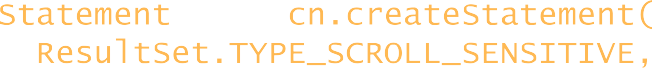 Statement cn.createStatement(
ResultSet.TYPE_SCROLL_SENSITIVE,